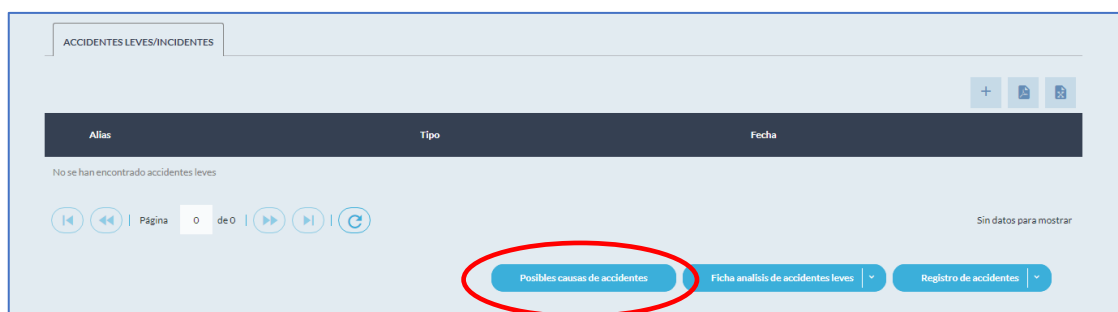 ACCIDENTES LEVES/INCIDENTES
Alias Tipo Fecha
No se han encontrado accidentes leves
Página 0 de 0 Sin datos para mostrar
Posibles causas de accidentes Ficha analisis de accidentes leves Registro de accidentes